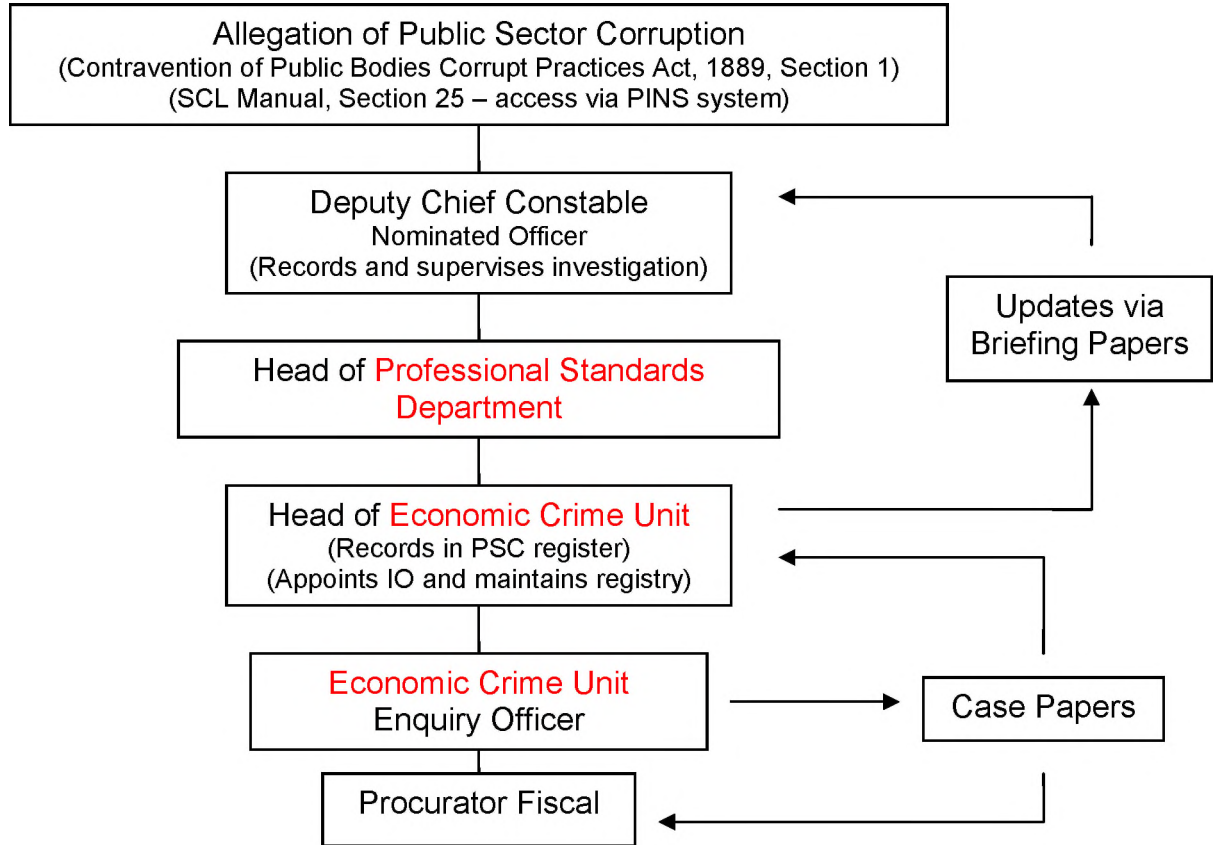 Allegation of Public Sector Corruption
(Contravention of Public Bodies Corrupt Practices Act, 1889, Section 1)
(SCL Manual, Section 25 – access via PINS system)
Deputy Chief Constable
Nominated Officer
(Records and supervises investigation)
Updates via
Briefing Papers
Head of Professional Standards
Department
Head of Economic Crime Unit
(Records in PSC register)
(Appoints IO and maintains registry)
Economic Crime Unit
Enquiry Officer
Case Papers
Procurator Fiscal